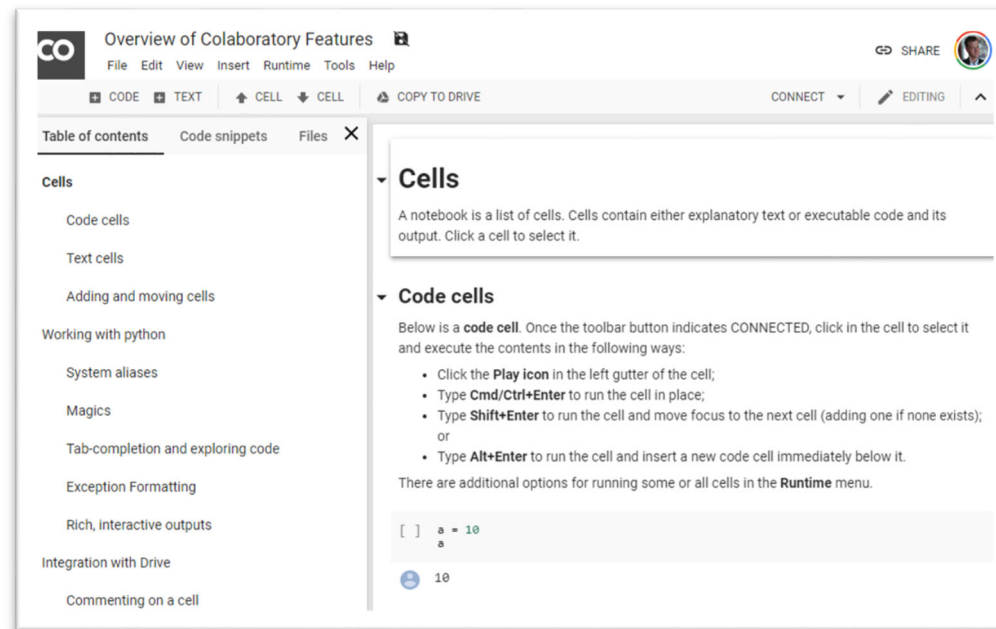 CO
Overview of Colaboratory Features
File Edit View Insert Runtime Tools Help
SHARE
CODE TEXT CELL CELL COPY TO DRIVE
CONNECT EDITING
Table of contents Code snippets Files
Cells
Code cells
Text cells
Adding and moving cells
Working with python
System aliases
Magics
Tab-completion and exploring code
Exception Formatting
Rich, interactive outputs
Integration with Drive
Commenting on a cell
Cells
A notebook is a list of cells. Cells contain either explanatory text or executable code and its
output. Click a cell to select it.
Code cells
Below is a code cell. Once the toolbar button indicates CONNECTED, click in the cell to select it
and execute the contents in the following ways:
• Click the Play icon in the left gutter of the cell;
• Type Cmd/Ctrl+Enter to run the cell in place;
• Type Shift+Enter to run the cell and move focus to the next cell (adding one if none exists);
or
• Type Alt+Enter to run the cell and insert a new code cell immediately below it.
There are additional options for running some or all cells in the Runtime menu.
[ ] a = 10
a
10